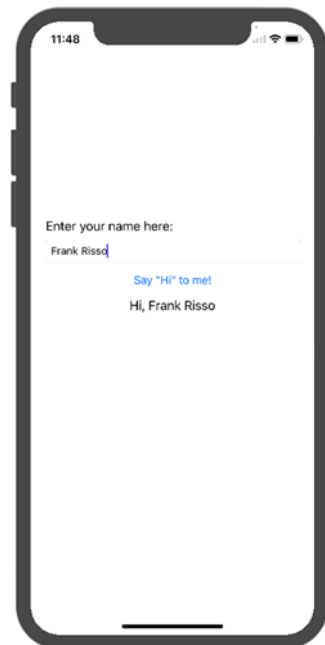 11:48
Enter your name here:
Frank Risso
Say "Hi" to me!
Hi, Frank Risso